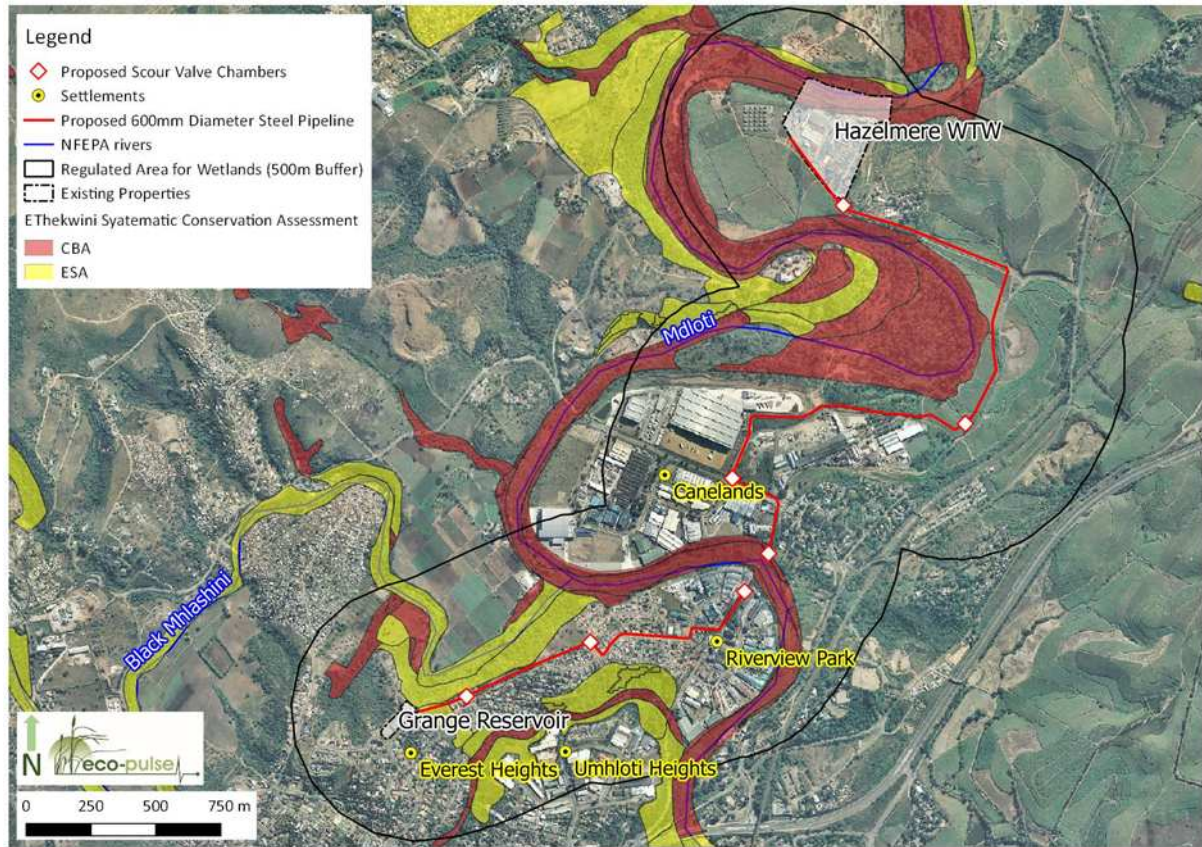 Legend
Proposed Scour Valve Chambers
Settlements
Proposed 600mm Diameter Steel Pipeline
NFEPA rivers
Regulated Area for Wetlands (500m Buffer)
Existing Properties
EThekwini Syatematic Conservation Assessment
CBA
ESA
Hazelmere WTW
Mdloti
Canelands
Black Mhlashini
Riverview Park
Grange Reservoir
Everest Heights
Umhloti Heights
N
eco-pulse
0 250 500 750 m